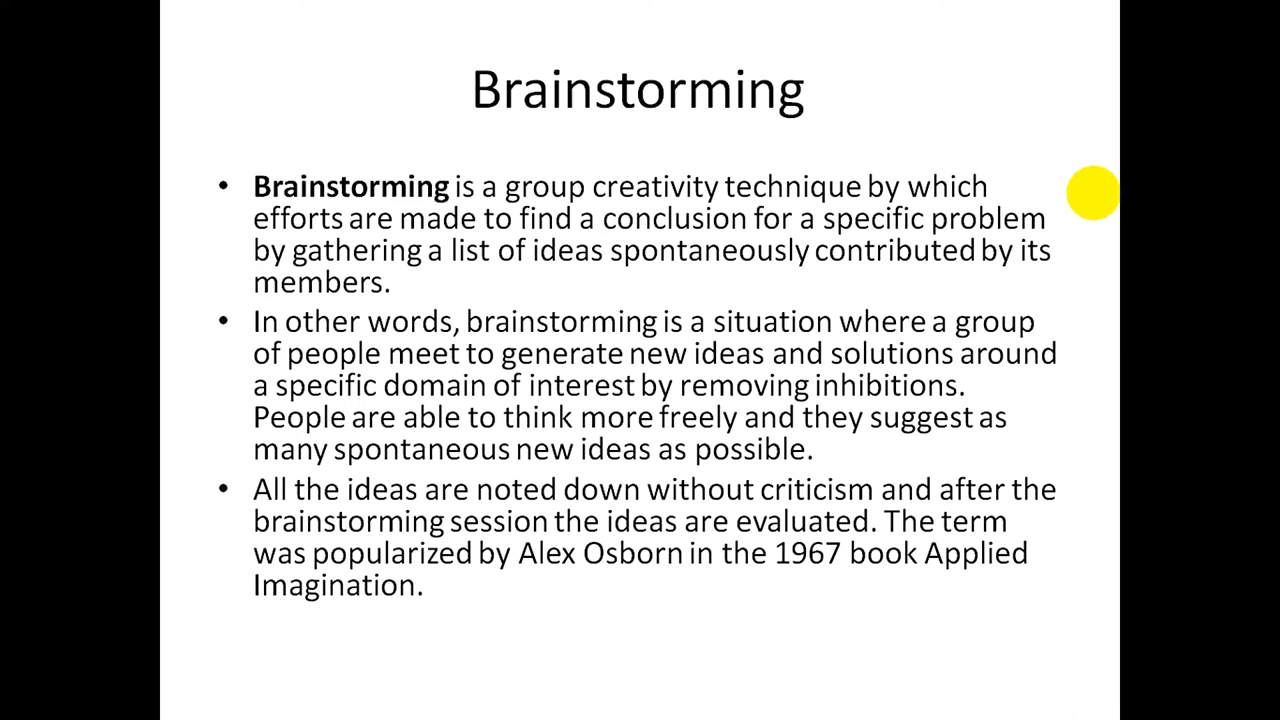 Brainstorming
• Brainstorming is a group creativity technique by which
efforts are made to find a conclusion for a specific problem
by gathering a list of ideas spontaneously contributed by its
members.
• In other words, brainstorming is a situation where a group
of people meet to generate new ideas and solutions around
a specific domain of interest by removing inhibitions.
People are able to think more freely and they suggest as
many spontaneous new ideas as possible.
• All the ideas are noted down without criticism and after the
brainstorming session the ideas are evaluated. The term
was popularized by Alex Osborn in the 1967 book Applied
Imagination.